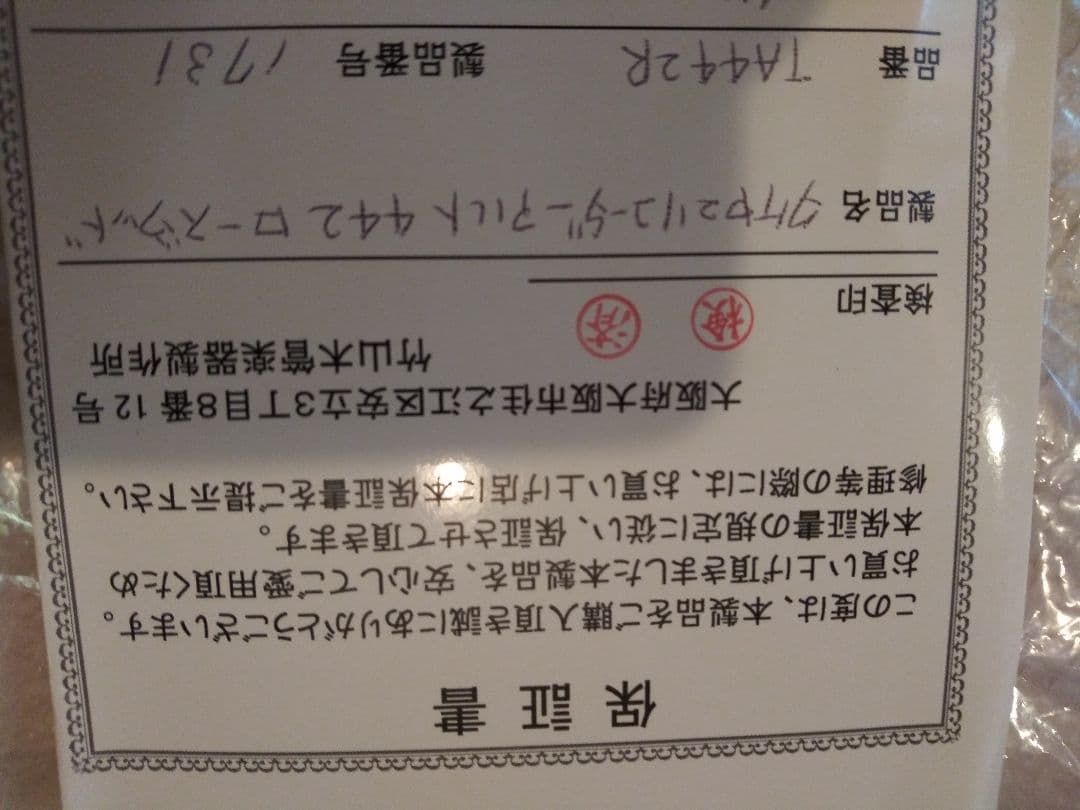 保証書
この度は、本製品をご購入頂き誠にありがとうございます。
お買い上げ頂きました本製品を、安心してご愛用頂くため
本保証書の規定に従い、保証させて頂きます。
修理等の際には、お買い上げ店に本保証書をご提示下さい。
大阪府大阪市住之江区安立3丁目8番12号
竹山木管楽器製作所
検査印 検 済
製品名 タケヤマリコーダーアルト442ローズウッド
品番 TA442R 製品番号 1731